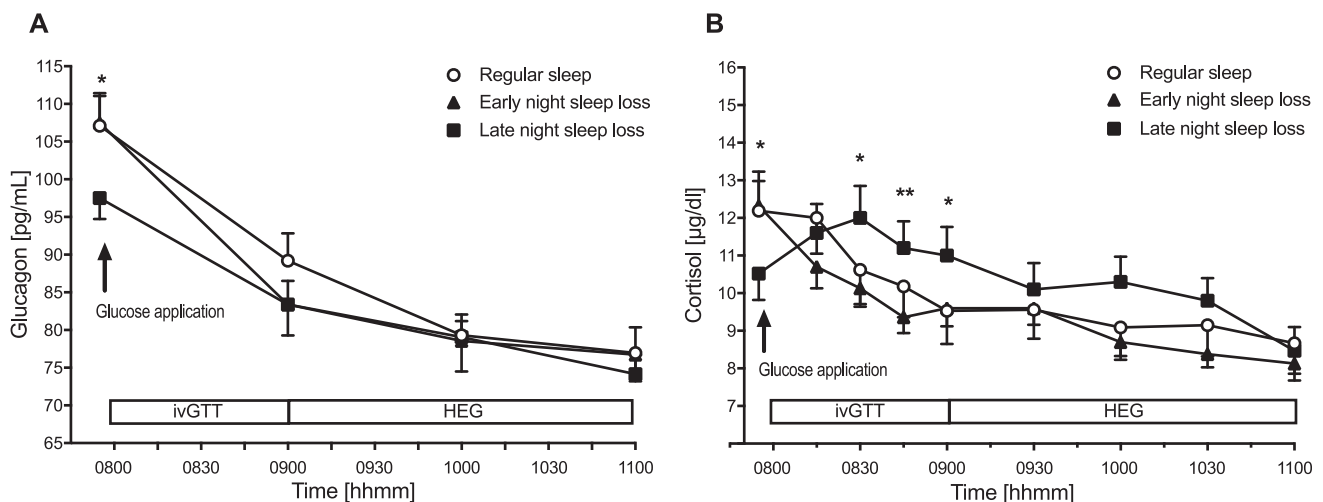 A
Glucagon [pg/mL]
115
110
105
100
95
90
85
80
75
70
65
*
Regular sleep
Early night sleep loss
Late night sleep loss
Glucose application
ivGTT
HEG
0800
0830
0900
0930
1000
1030
1100
Time [hhmm]
B
Cortisol [µg/dl]
16
15
14
13
12
11
10
9
8
7
*
*
**
*
Regular sleep
Early night sleep loss
Late night sleep loss
Glucose application
ivGTT
HEG
0800
0830
0900
0930
1000
1030
1100
Time [hhmm]